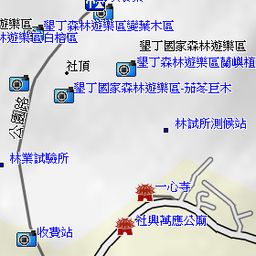 遊樂區
墾丁森林遊樂區變葉木區
林遊樂區白榕區
墾丁國家森林遊樂區
社頂
墾丁森林遊樂區蘭嶼植
墾丁國家森林遊樂區-茄苳巨木
公園路
林試所測候站
林業試驗所
一心寺
社興萬應公廟
收費站